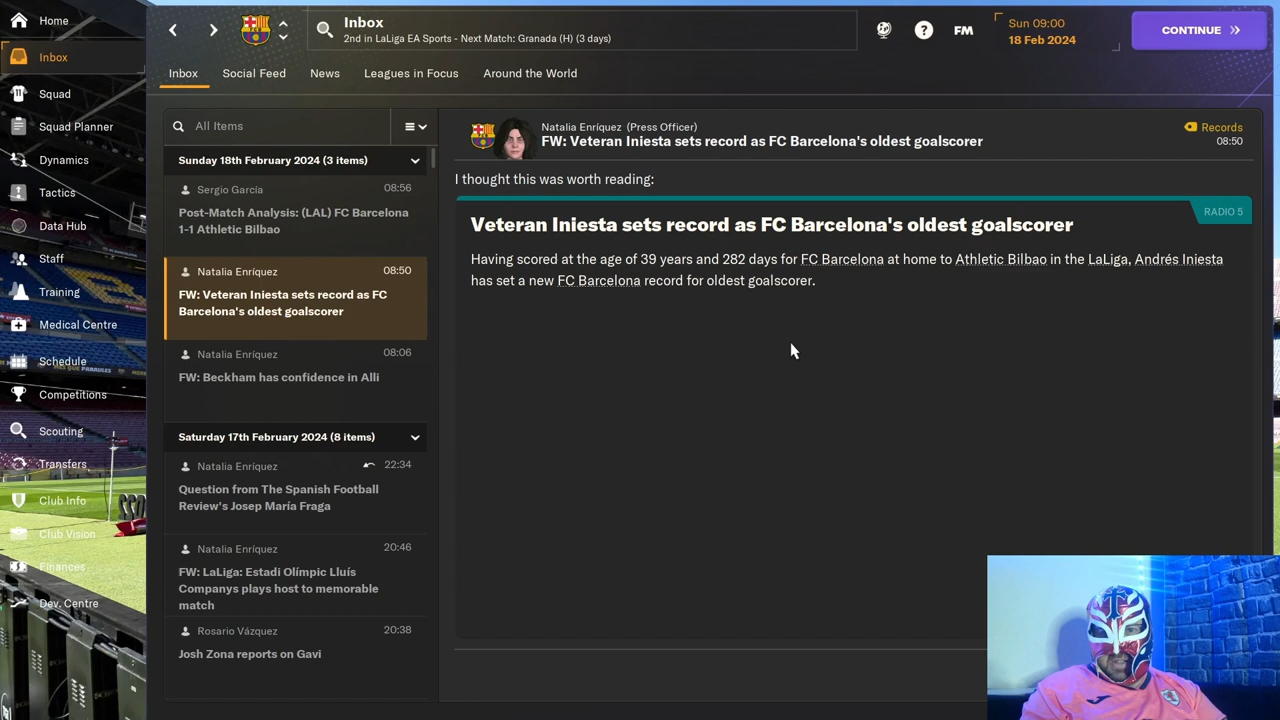 Home
Inbox
Squad
Squad Planner
Dynamics
Tactics
Data Hub
Staff
Training
Medical Centre
Schedule
Competitions
Scouting
Transfers
Club Info
Club Vision
Finances
Dev. Centre
Inbox
2nd in LaLiga EA Sports - Next Match: Granada (H) (3 days)
?
FM
Sun 09:00
18 Feb 2024
CONTINUE
Inbox
Social Feed
News
Leagues in Focus
Around the World
All Items
Sunday 18th February 2024 (3 items)
Sergio García 08:56
Post-Match Analysis: (LAL) FC Barcelona
1-1 Athletic Bilbao
Natalia Enríquez 08:50
FW: Veteran Iniesta sets record as FC
Barcelona's oldest goalscorer
Natalia Enríquez 08:06
FW: Beckham has confidence in Alli
Saturday 17th February 2024 (8 items)
Natalia Enríquez 22:34
Question from The Spanish Football
Review's Josep María Fraga
Natalia Enríquez 20:46
FW: LaLiga: Estadi Olímpic Lluís
Companys plays host to memorable
match
Rosario Vázquez 20:38
Josh Zona reports on Gavi
Natalia Enríquez (Press Officer)
FW: Veteran Iniesta sets record as FC Barcelona's oldest goalscorer
Records
08:50
I thought this was worth reading:
RADIO 5
Veteran Iniesta sets record as FC Barcelona's oldest goalscorer
Having scored at the age of 39 years and 282 days for FC Barcelona at home to Athletic Bilbao in the LaLiga, Andrés Iniesta
has set a new FC Barcelona record for oldest goalscorer.